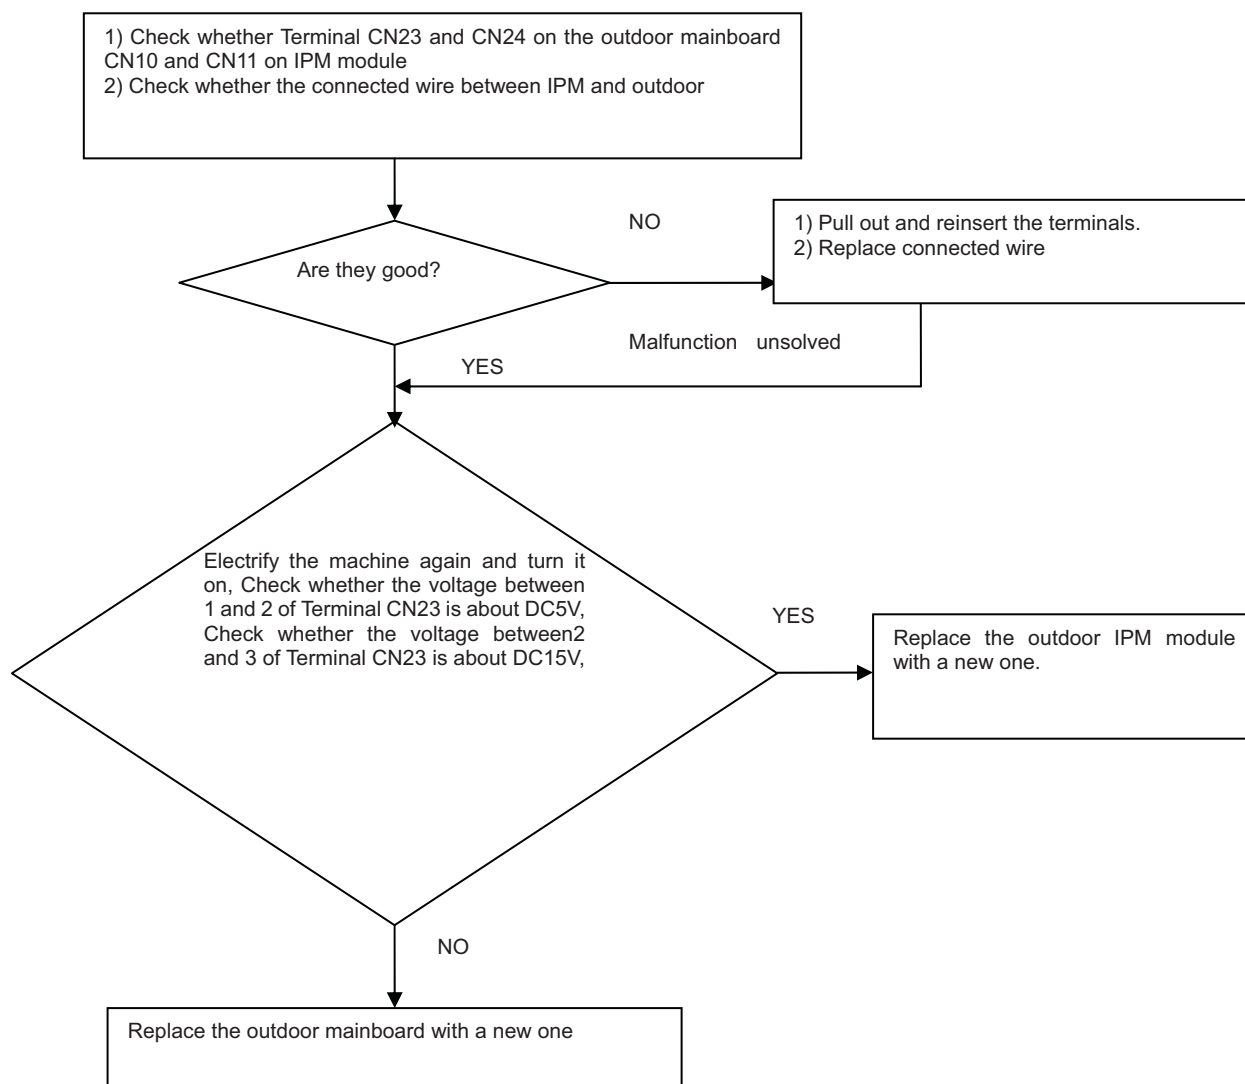 1) Check whether Terminal CN23 and CN24 on the outdoor mainboard
CN10 and CN11 on IPM module
2) Check whether the connected wire between IPM and outdoor
NO
1) Pull out and reinsert the terminals.
2) Replace connected wire
Are they good?
Malfunction unsolved
YES
Electrify the machine again and turn it
on, Check whether the voltage between
1 and 2 of Terminal CN23 is about DC5V,
Check whether the voltage between2
and 3 of Terminal CN23 is about DC15V,
YES
Replace the outdoor IPM module
with a new one.
NO
Replace the outdoor mainboard with a new one